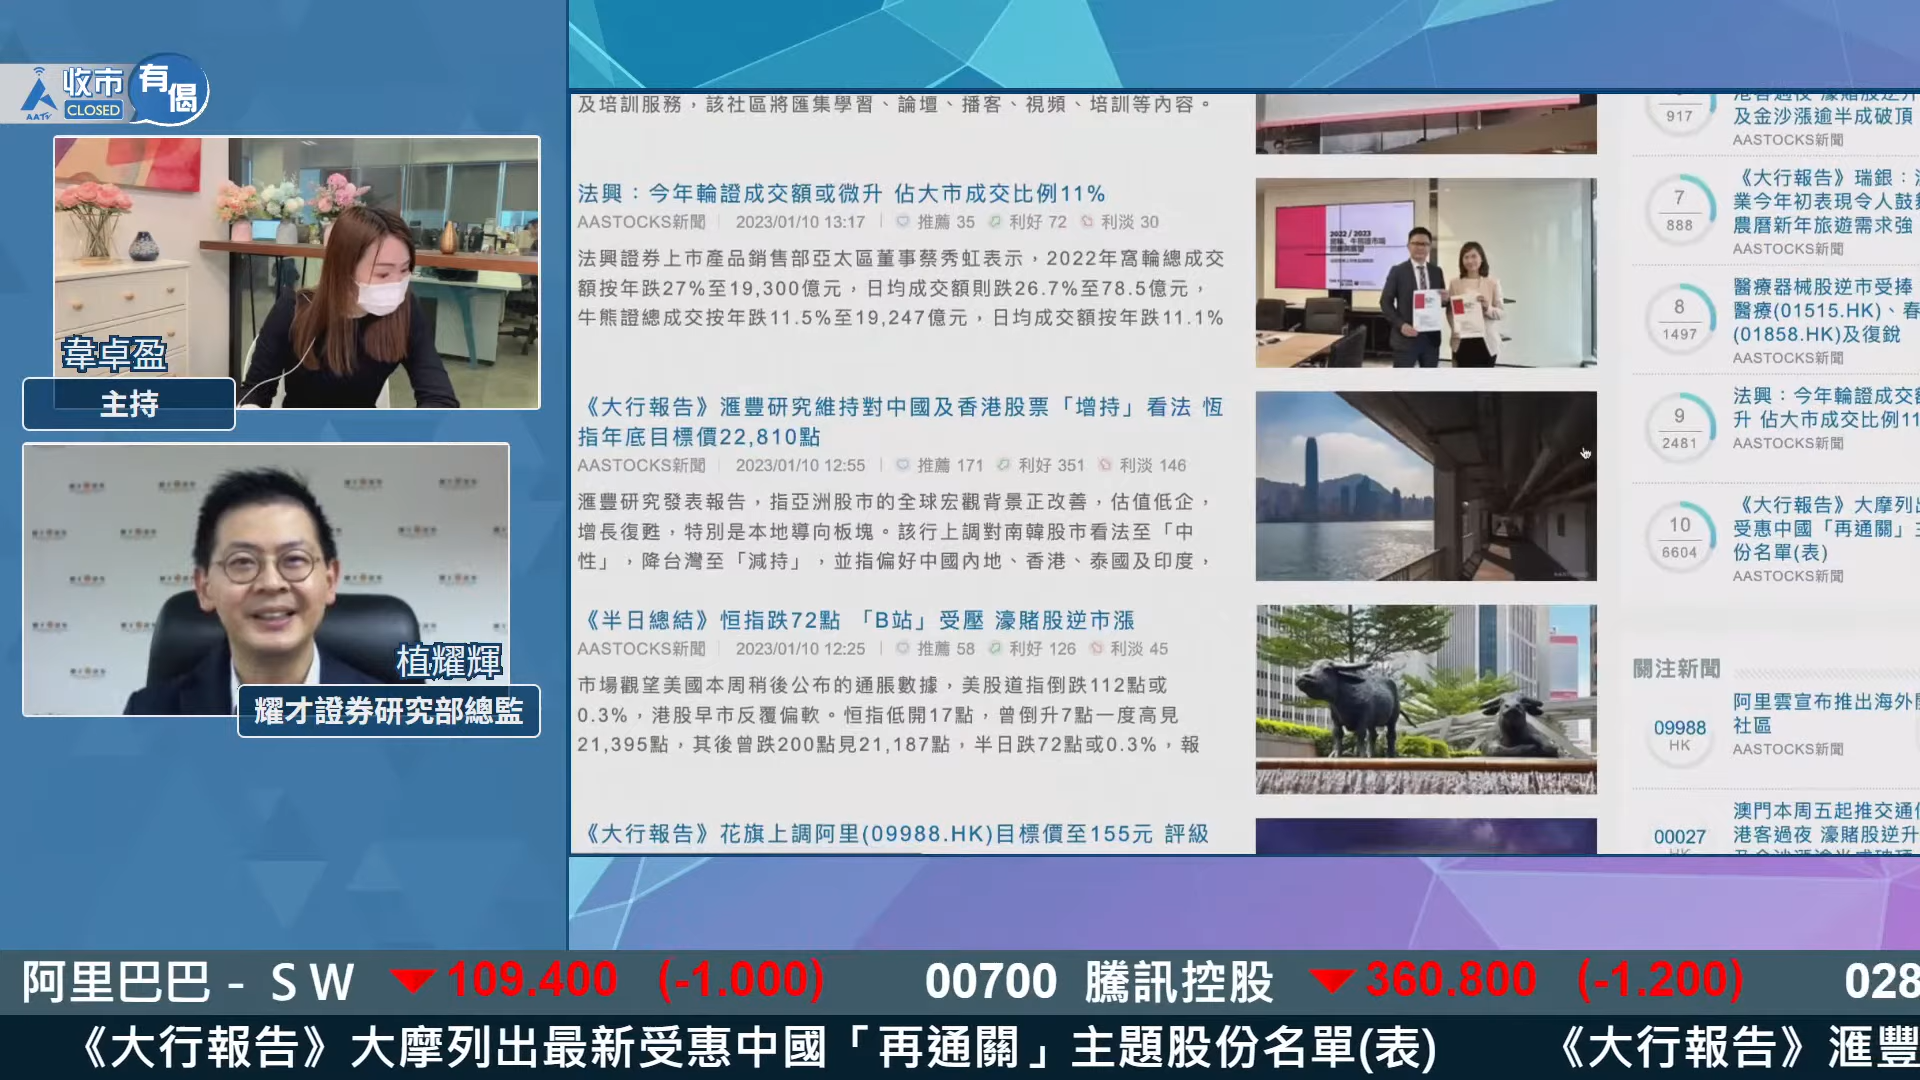 收市
CLOSED
有偈
AATV
韋卓盈
主持
植耀輝
耀才證券研究部總監
及培訓服務，該社區將匯集學習、論壇、播客、視頻、培訓等內容。
法興：今年輪證成交額或微升 佔大市成交比例11%
AASTOCKS新聞 2023/01/10 13:17 推薦 35 利好 72 利淡 30
法興證券上市產品銷售部亞太區董事蔡秀虹表示，2022年窩輪總成交
額按年跌27%至19,300億元，日均成交額則跌26.7%至78.5億元，
牛熊證總成交按年跌11.5%至19,247億元，日均成交額按年跌11.1%
2022 / 2023
《大行報告》滙豐研究維持對中國及香港股票「增持」看法 恆
指年底目標價22,810點
AASTOCKS新聞 2023/01/10 12:55 推薦 171 利好 351 利淡 146
滙豐研究發表報告，指亞洲股市的全球宏觀背景正改善，估值低企，
增長復甦，特別是本地導向板塊。該行上調對南韓股市看法至「中
性」，降台灣至「減持」，並指偏好中國內地、香港、泰國及印度，
《半日總結》恒指跌72點 「B站」受壓 濠賭股逆市漲
AASTOCKS新聞 2023/01/10 12:25 推薦 58 利好 126 利淡 45
市場觀望美國本周稍後公布的通脹數據，美股道指倒跌112點或
0.3%，港股早市反覆偏軟。恒指低開17點，曾倒升7點一度高見
21,395點，其後曾跌200點見21,187點，半日跌72點或0.3%，報
《大行報告》花旗上調阿里(09988.HK)目標價至155元 評級
917
港客過夜 濠賭股逆升
及金沙漲逾半成破頂
AASTOCKS新聞
7
888
《大行報告》瑞銀：
業今年初表現令人鼓
農曆新年旅遊需求強
AASTOCKS新聞
8
1497
醫療器械股逆市受捧
醫療(01515.HK)、春
(01858.HK)及復銳
AASTOCKS新聞
9
2481
法興：今年輪證成交額
升 佔大市成交比例11
AASTOCKS新聞
10
6604
《大行報告》大摩列出
受惠中國「再通關」主
份名單(表)
AASTOCKS新聞
關注新聞
09988
HK
阿里雲宣布推出海外
社區
AASTOCKS新聞
00027
HK
澳門本周五起推交通
港客過夜 濠賭股逆升
阿里巴巴 - S W ▼109.400 (-1.000) 00700 騰訊控股 ▼360.800 (-1.200) 028
《大行報告》大摩列出最新受惠中國「再通關」主題股份名單(表) 《大行報告》滙豐